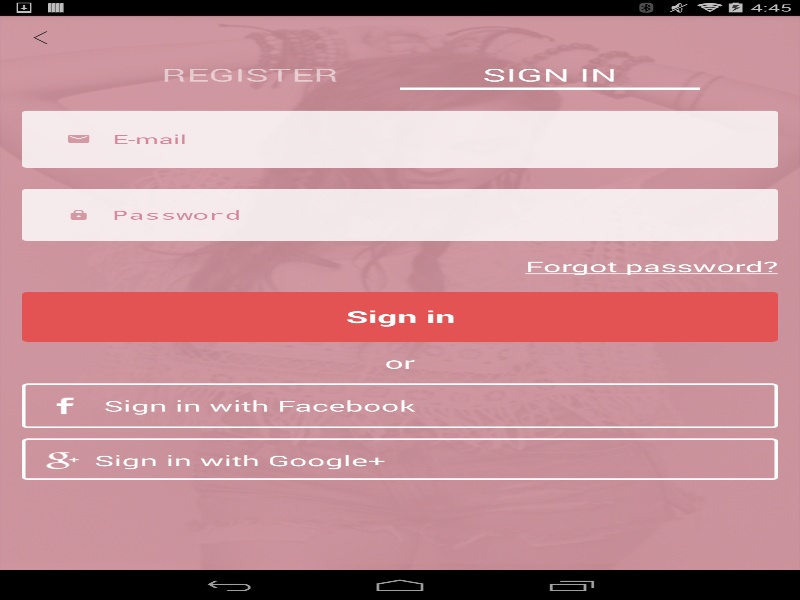 4:45
<
REGISTER SIGN IN
E-mail
Password
Forgot password?
Sign in
or
f Sign in with Facebook
g+ Sign in with Google+